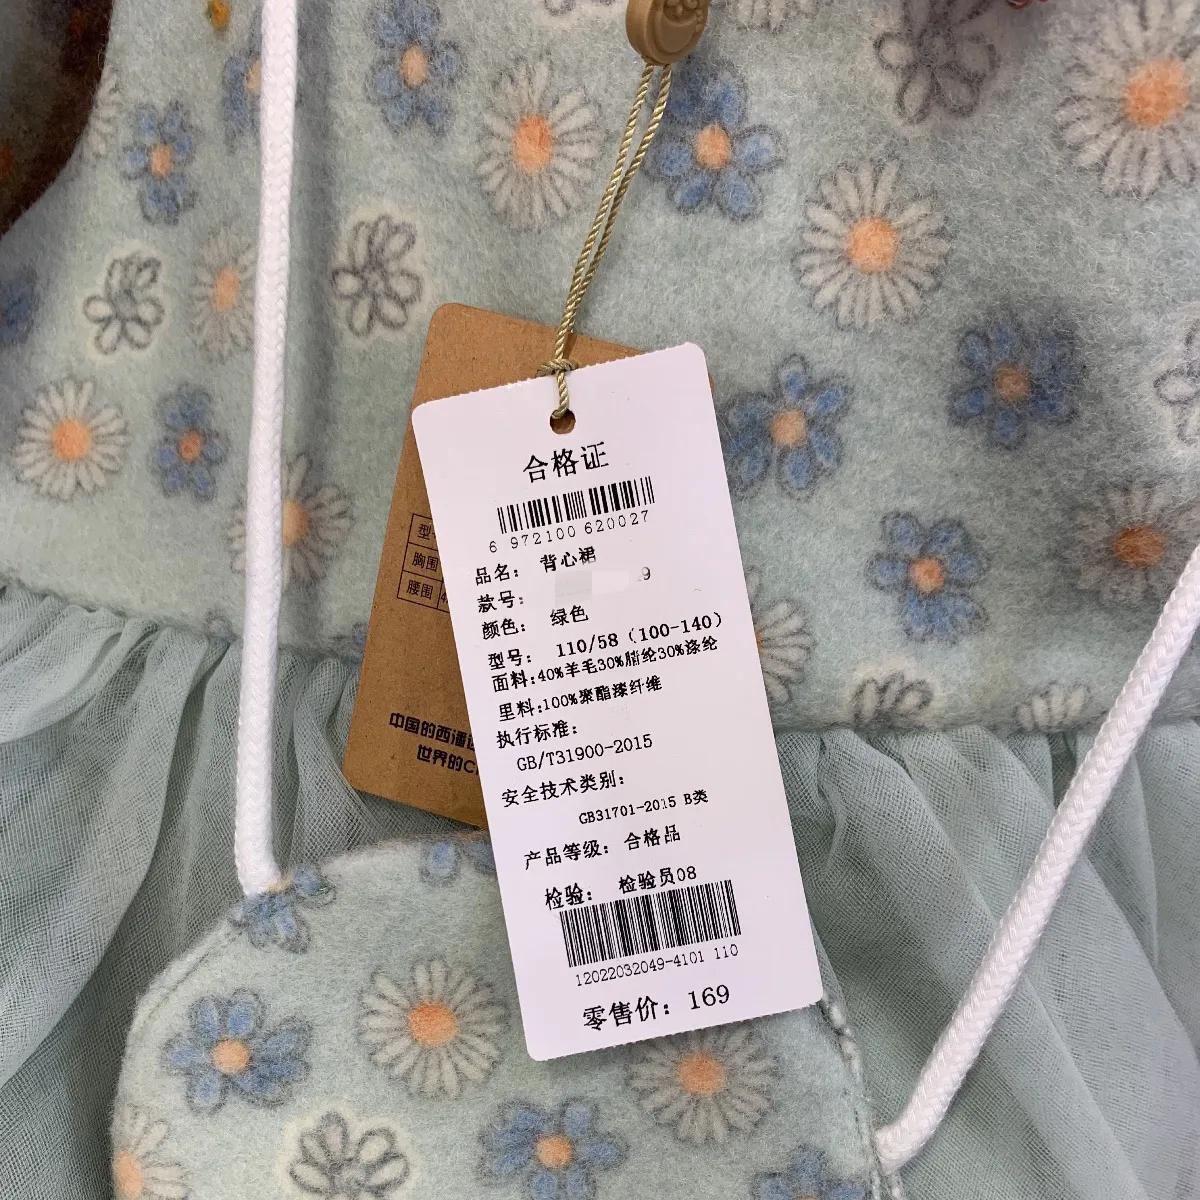 合格证
6 972100 620027
品名: 背心裙
款号: 9
颜色: 绿色
型号: 110/58（100-140）
面料:40%羊毛30%腈纶30%涤纶
里料:100%聚酯漆纤维
执行标准:
GB/T31900-2015
安全技术类别:
GB31701-2015 B类
产品等级: 合格品
检验: 检验员08
12022032049-4101 110
零售价: 169
型
胸围
腰围 4
中国的西潘
世界的C